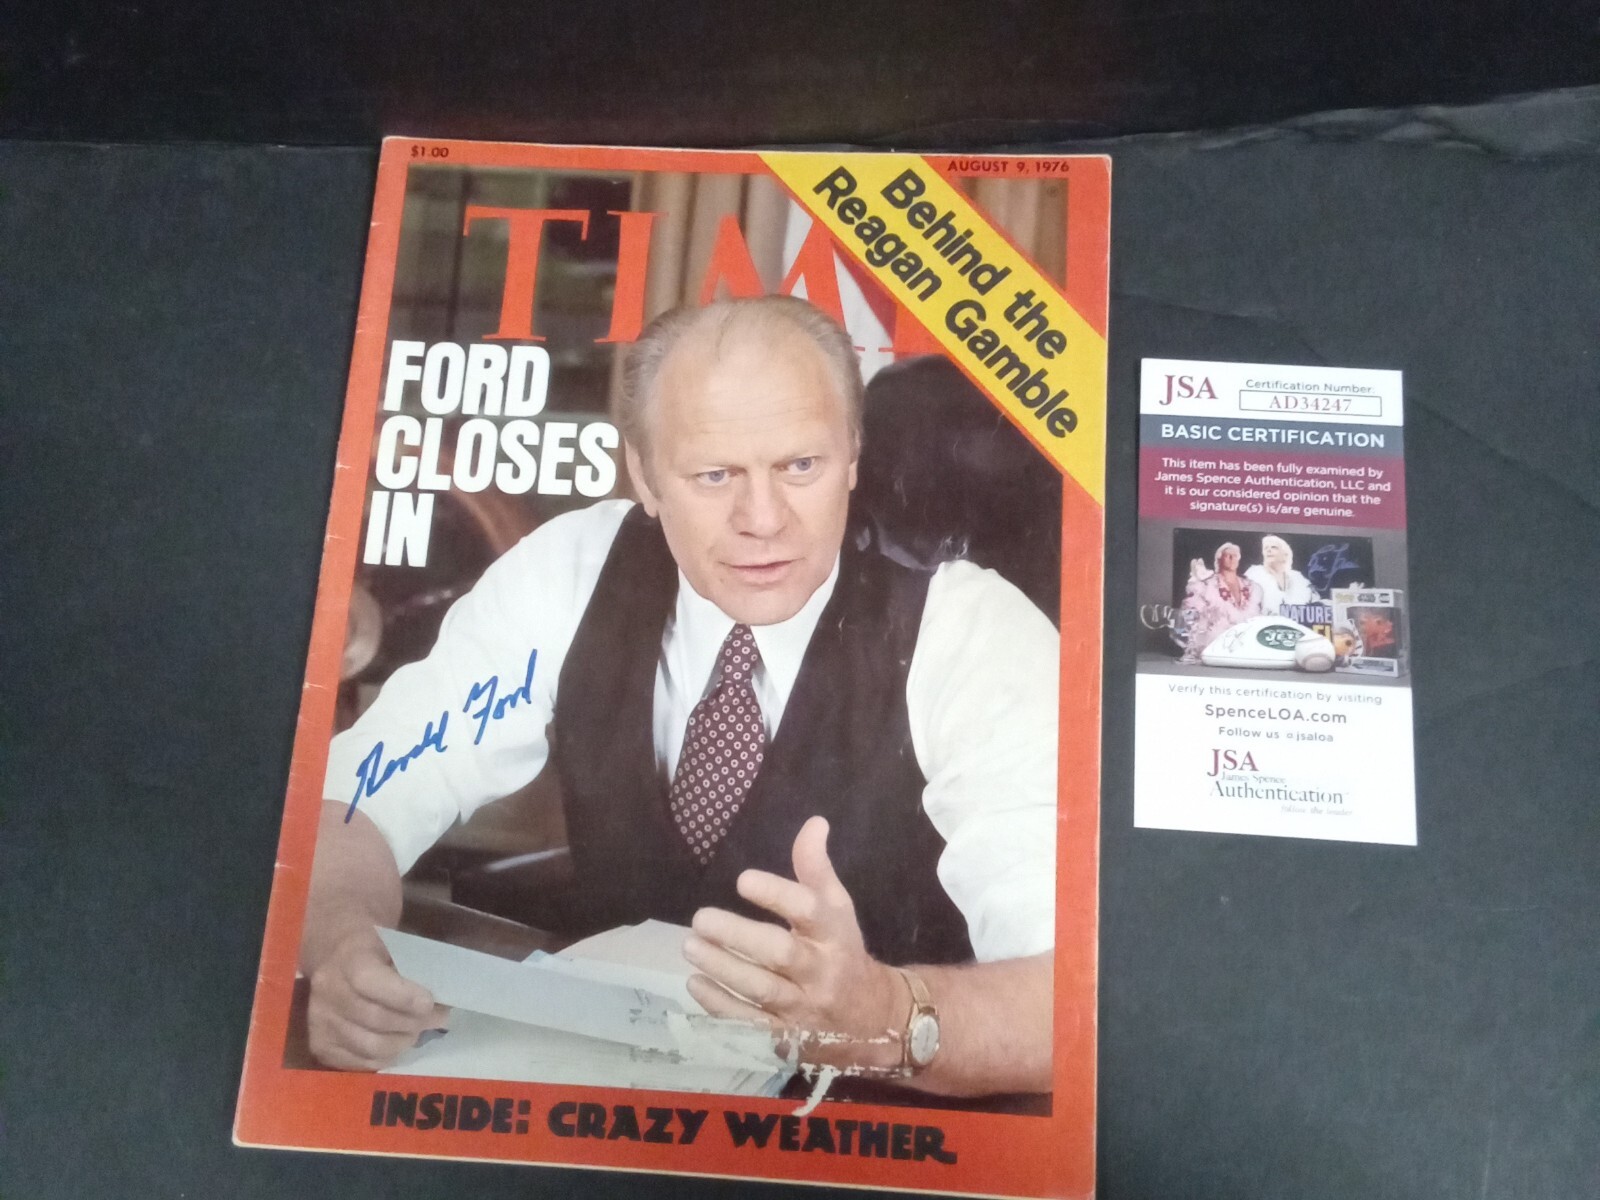 $1.00
AUGUST 9, 1976
TIME
Behind the
Reagan Gamble
FORD
CLOSES
IN
Gerald Ford
INSIDE: CRAZY WEATHER
JSA
Certification Number:
AD34247
BASIC CERTIFICATION
This item has been fully examined by
James Spence Authentication, LLC and
it is our considered opinion that the
signature(s) is/are genuine.
NATURE
JETS
Verify this certification by visiting
SpenceLOA.com
Follow us @jsaloa
JSA
James Spence
Authentication™